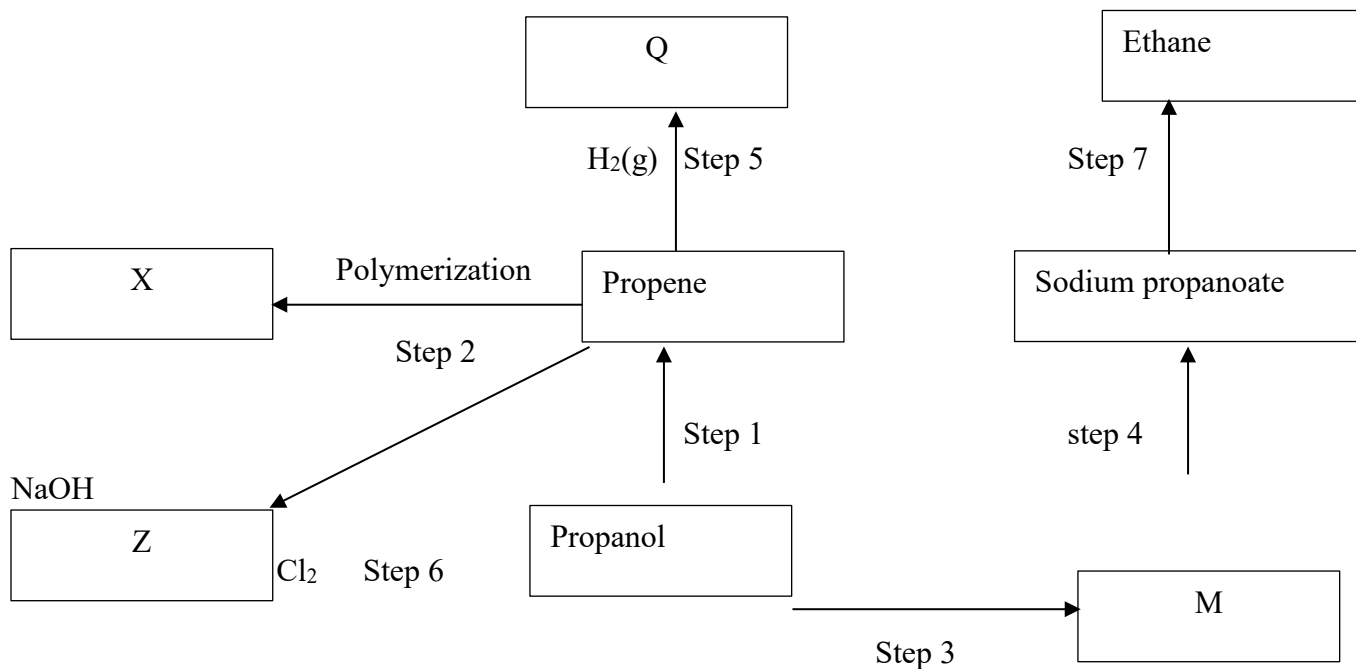 Q
Ethane
H₂(g) Step 5
Step 7
X
Polymerization
Propene
Sodium propanoate
Step 2
Step 1
step 4
NaOH
Z
Cl₂ Step 6
Propanol
M
Step 3